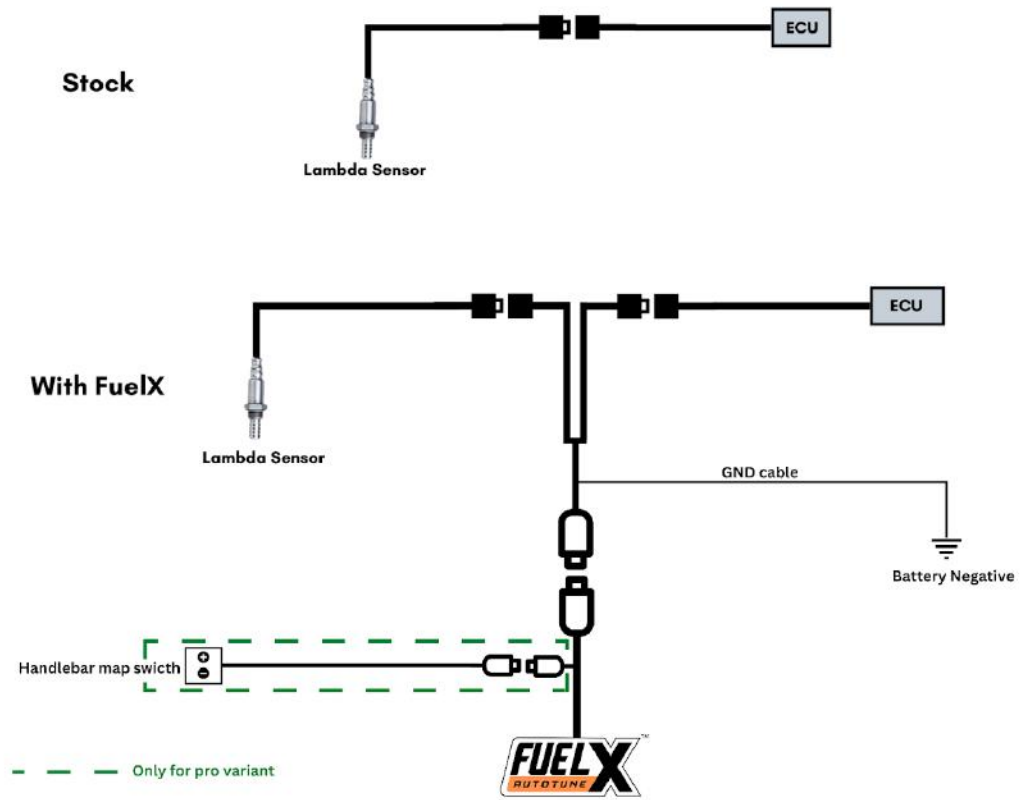 ECU
Stock
Lambda Sensor
ECU
With FuelX
Lambda Sensor
GND cable
Battery Negative
Handlebar map swicth
Only for pro variant
FUELX™
AUTOTUNE